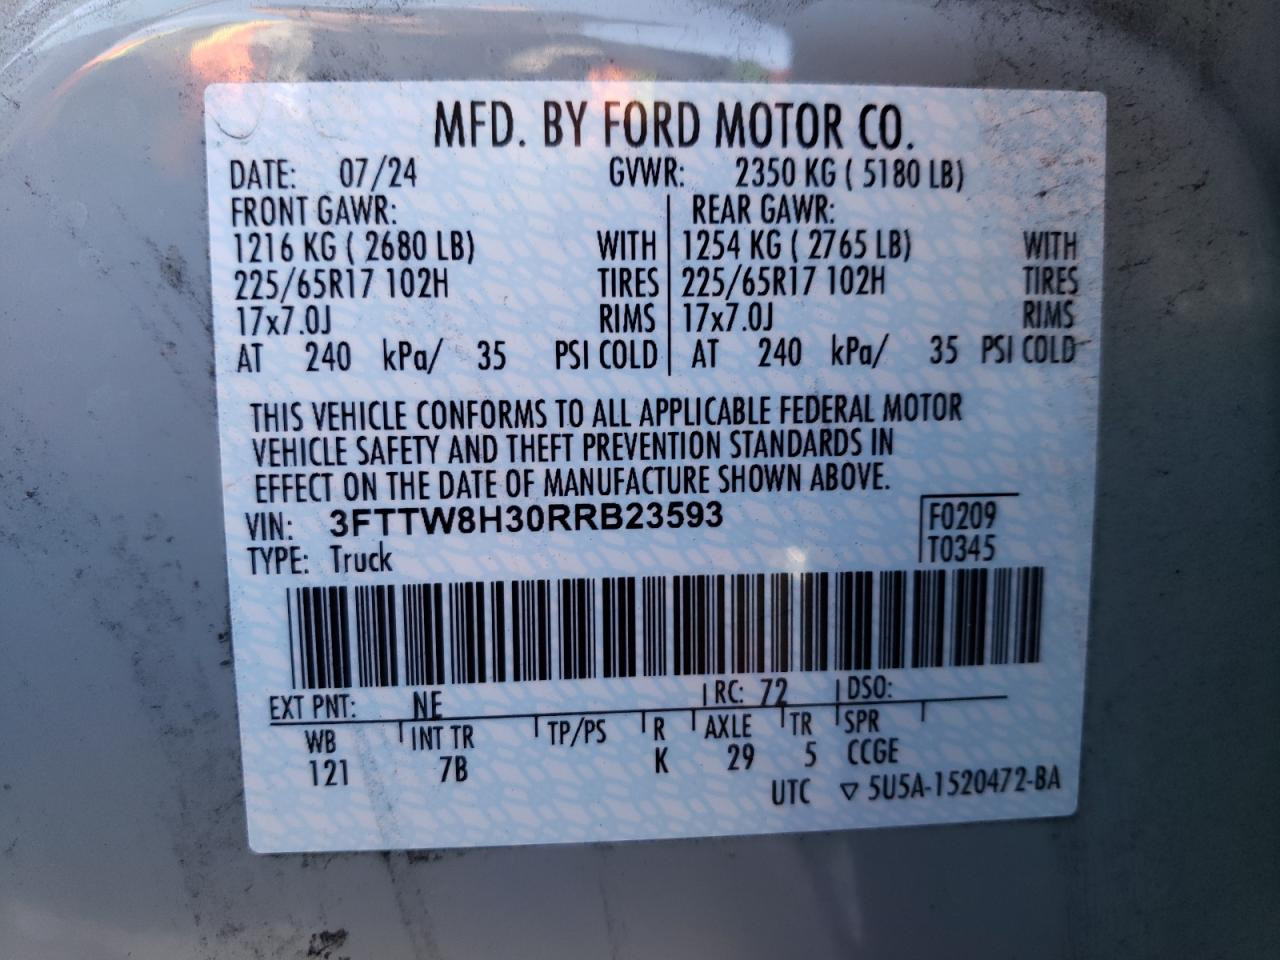 MFD. BY FORD MOTOR CO.
DATE: 07/24 GVWR: 2350 KG ( 5180 LB)
FRONT GAWR: REAR GAWR:
1216 KG ( 2680 LB) WITH 1254 KG ( 2765 LB) WITH
225/65R17 102H TIRES 225/65R17 102H TIRES
17x7.0J RIMS 17x7.0J RIMS
AT 240 kPa/ 35 PSI COLD AT 240 kPa/ 35 PSI COLD
THIS VEHICLE CONFORMS TO ALL APPLICABLE FEDERAL MOTOR
VEHICLE SAFETY AND THEFT PREVENTION STANDARDS IN
EFFECT ON THE DATE OF MANUFACTURE SHOWN ABOVE.
VIN: 3FTTW8H30RRB23593 F0209
TYPE: Truck T0345
EXT PNT: NE RC: 72 DSO:
WB INT TR TP/PS R AXLE TR SPR
121 7B K 29 5 CCGE
UTC ▽ 5U5A-1520472-BA